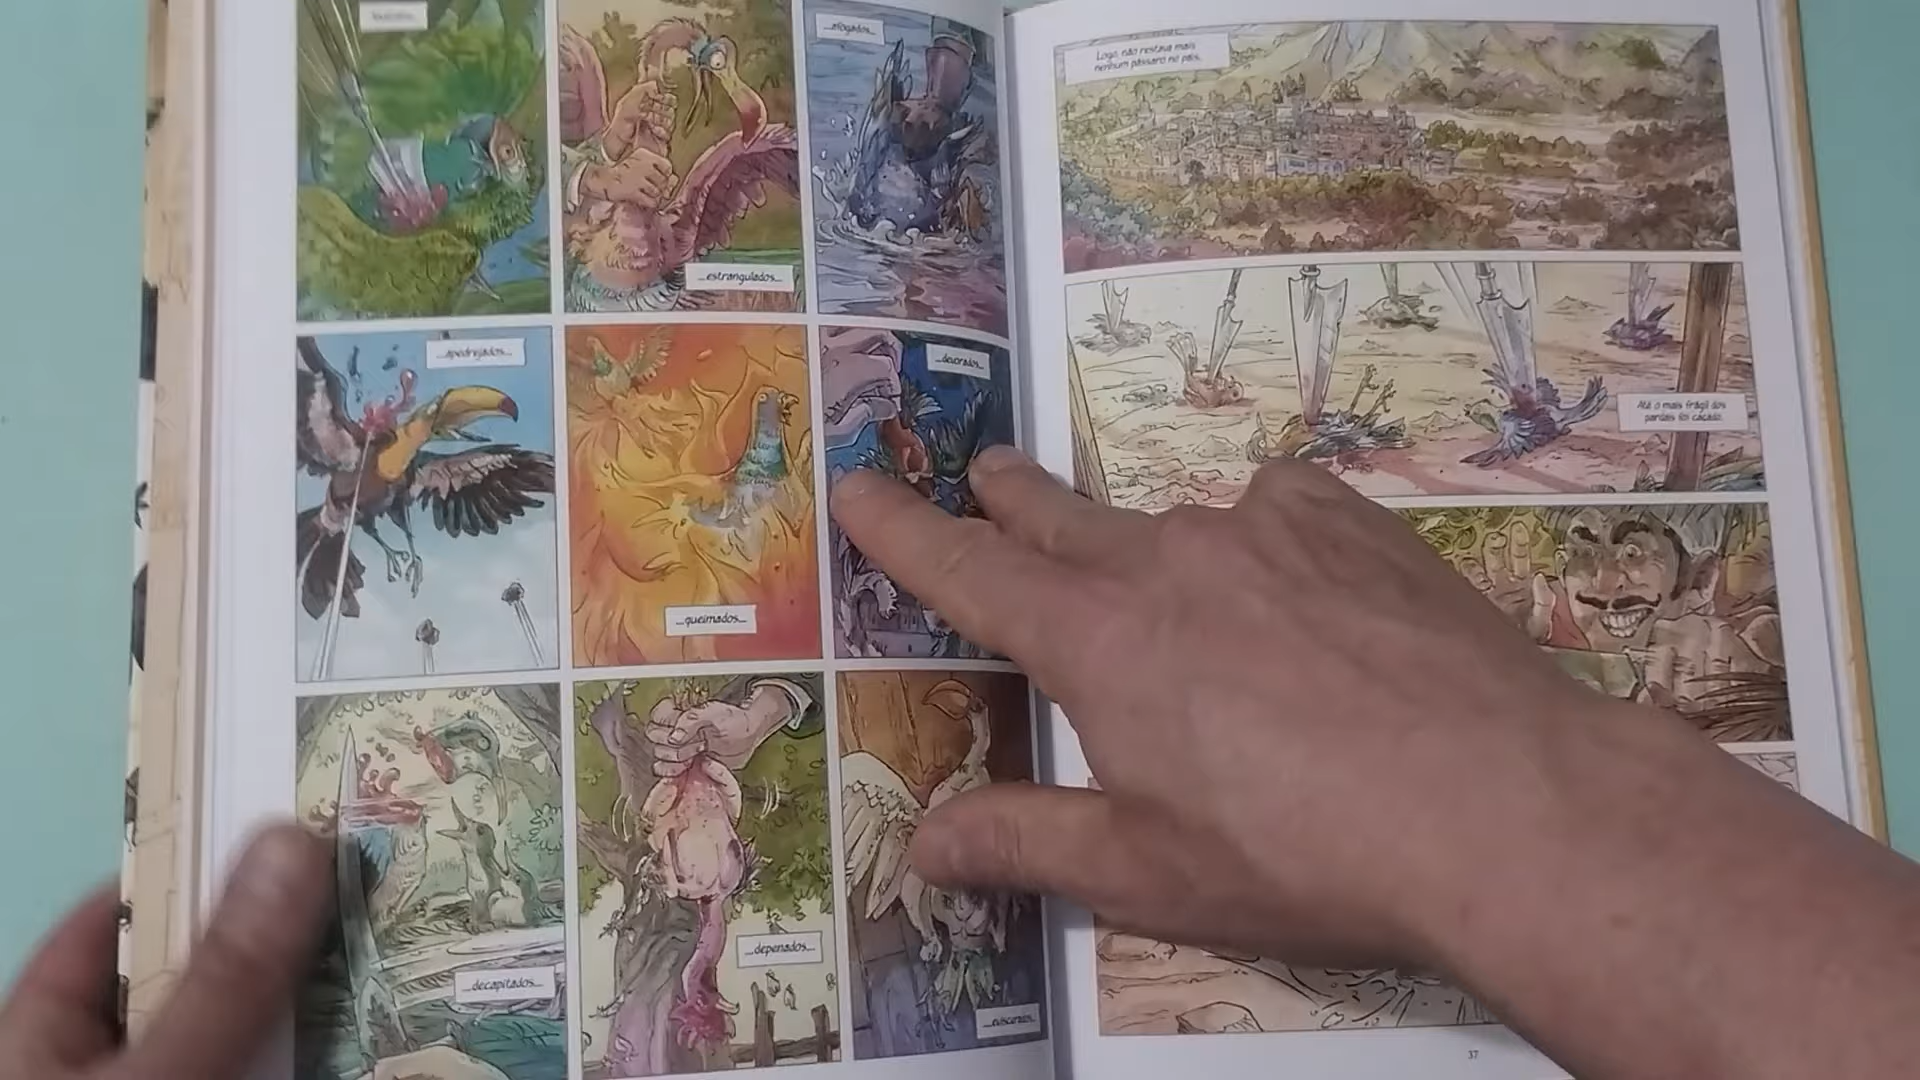 ...afogados...
...estrangulados...
...apedrejados...
...queimados...
...devorados...
...decapitados...
...depenados...
Logo, não restava mais
nenhum pássaro no país.
Até o mais frágil dos
pardais foi caçado.
37